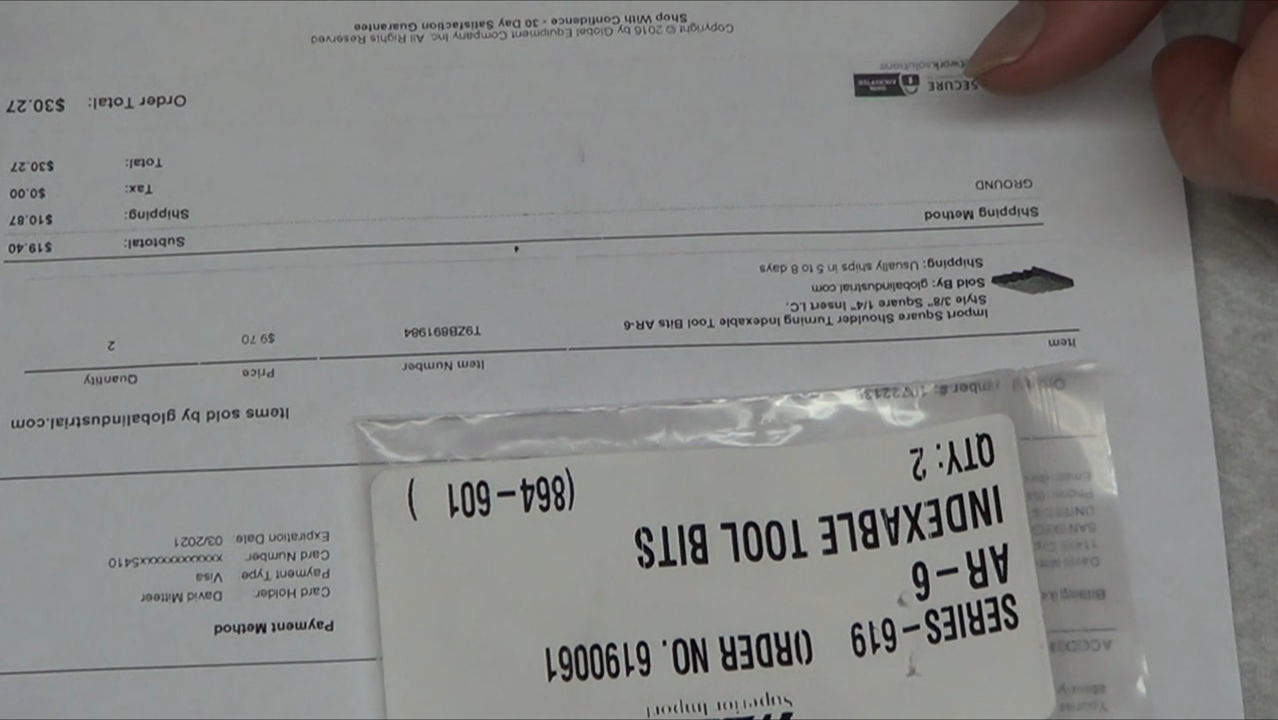 Superior Import
SERIES-619 ORDER NO. 6190061
AR-6
INDEXABLE TOOL BITS
QTY: 2 (864-601 )
Payment Method
Card Holder: David Mitteer
Payment Type Visa
Card Number: xxxxxxxxxxxx5410
Expiration Date: 03/2021
Items sold by globalindustrial.com
Item Item Number Price Quantity
Import Square Shoulder Turning Indexable Tool Bits AR-6 T9ZB891984 $9.70 2
Style 3/8" Square 1/4" Insert I.C.
Sold By: globalindustrial.com
Shipping: Usually ships in 5 to 8 days
Shipping Method Subtotal: $19.40
GROUND Shipping: $10.87
Tax: $0.00
Total: $30.27
Order Total: $30.27
SECURE
Copyright © 2016 by Global Equipment Company Inc. All Rights Reserved
Shop With Confidence - 30 Day Satisfaction Guarantee